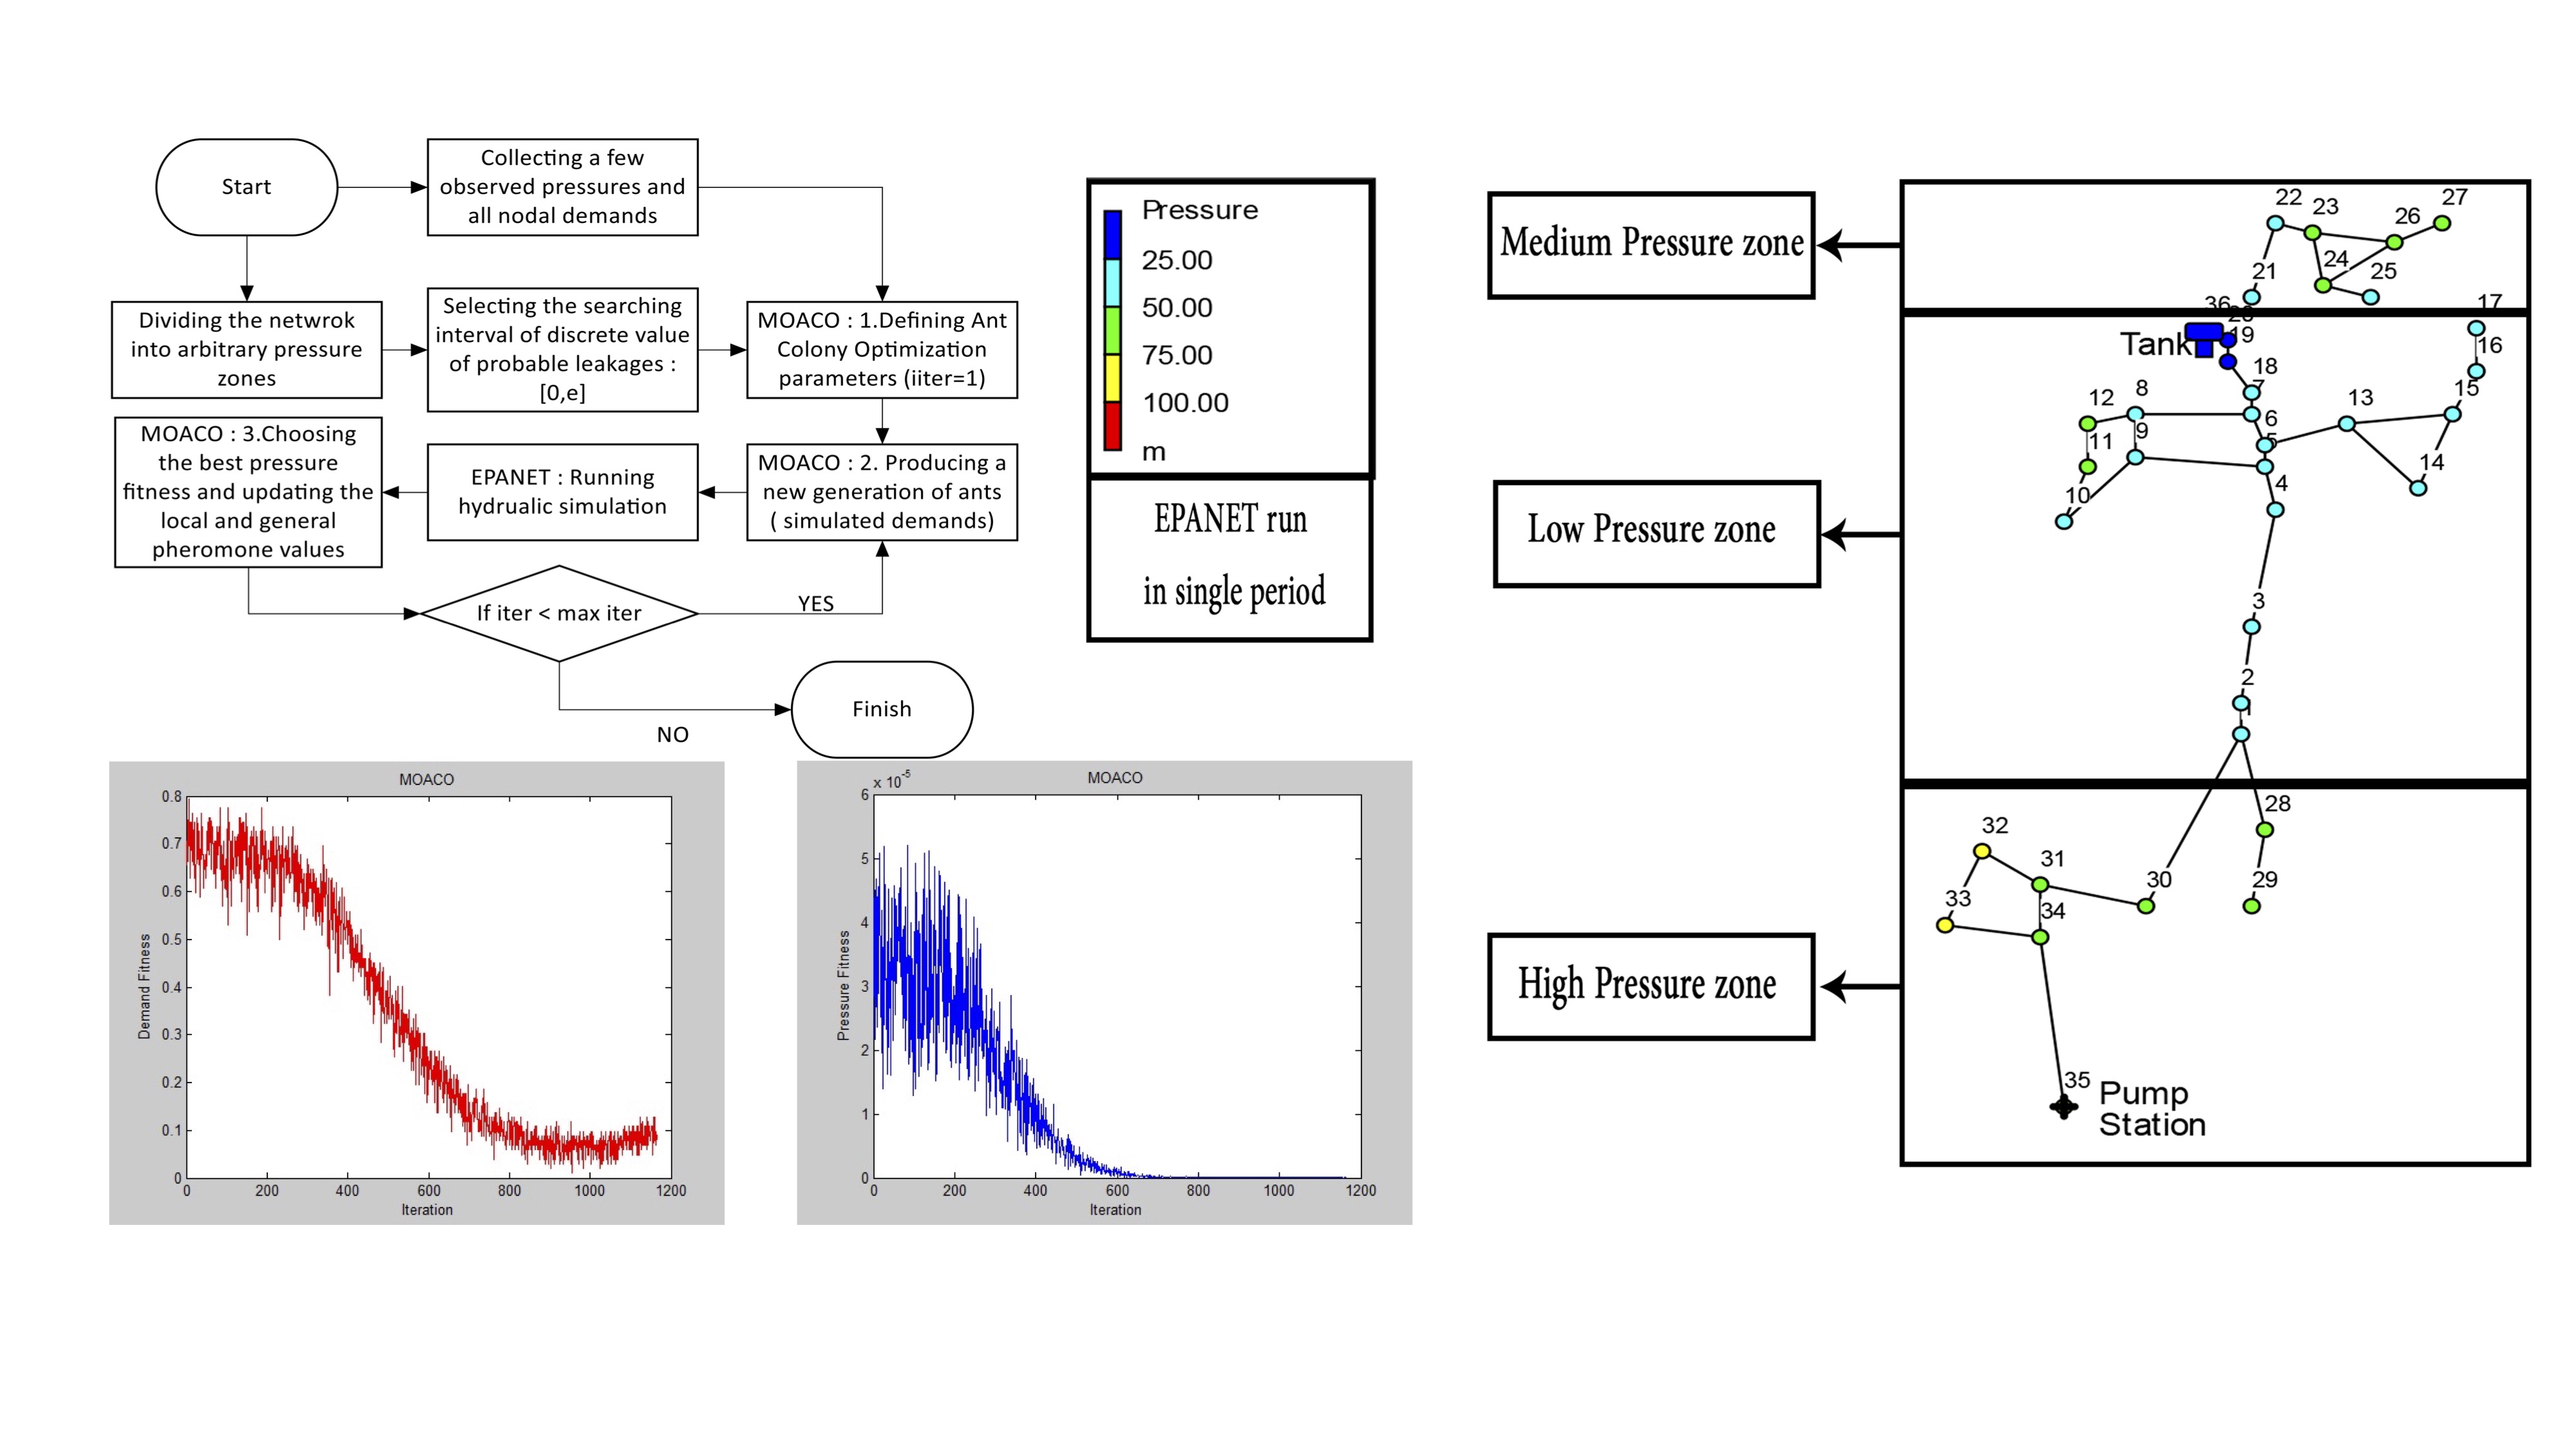 Start
Collecting a few
observed pressures and
all nodal demands
Dividing the netwrok
into arbitrary pressure
zones
Selecting the searching
interval of discrete value
of probable leakages :
[0,e]
MOACO : 1.Defining Ant
Colony Optimization
parameters (iiter=1)
MOACO : 3.Choosing
the best pressure
fitness and updating the
local and general
pheromone values
EPANET : Running
hydrualic simulation
MOACO : 2. Producing a
new generation of ants
( simulated demands)
If iter < max iter
YES
NO
Finish
Pressure
25.00
50.00
75.00
100.00
m
EPANET run
in single period
MOACO
Demand Fitness
0.8
0.7
0.6
0.5
0.4
0.3
0.2
0.1
0
0 200 400 600 800 1000 1200
Iteration
MOACO
x 10^-5
Pressure Fitness
6
5
4
3
2
1
0
0 200 400 600 800 1000 1200
Iteration
Medium Pressure zone
Low Pressure zone
High Pressure zone
22
23
26
27
24
25
21
36
20
17
Tank
19
16
18
7
15
12
8
13
6
11
9
5
14
4
10
3
2
1
28
32
31
30
29
33
34
35
Pump
Station